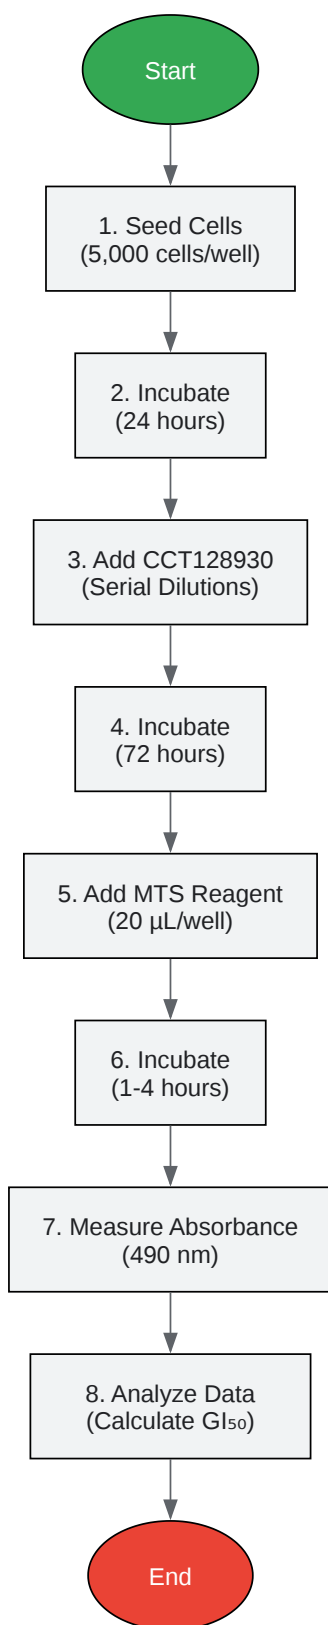 Start
1. Seed Cells
(5,000 cells/well)
2. Incubate
(24 hours)
3. Add CCT128930
(Serial Dilutions)
4. Incubate
(72 hours)
5. Add MTS Reagent
(20 µL/well)
6. Incubate
(1-4 hours)
7. Measure Absorbance
(490 nm)
8. Analyze Data
(Calculate GI₅₀)
End